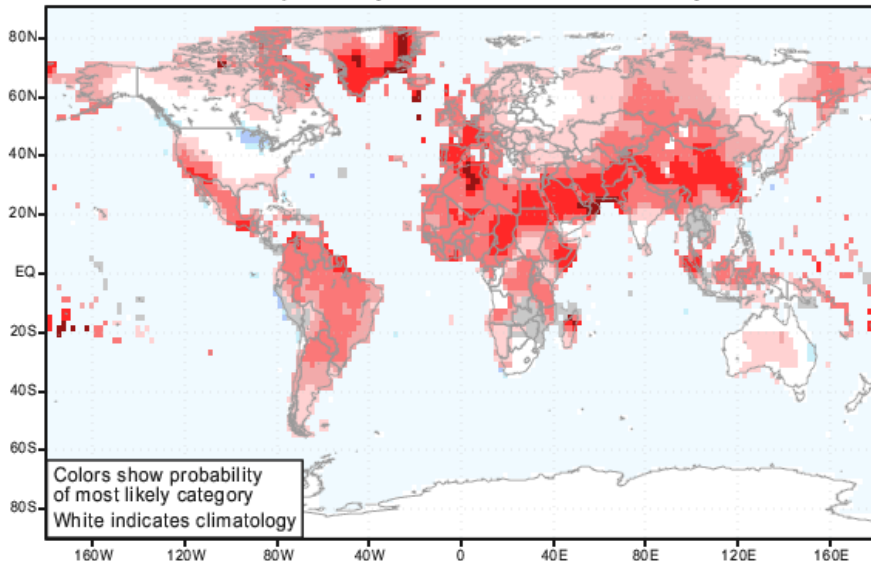 80N
60N
40N
20N
EQ
20S
40S
60S
80S
Colors show probability
of most likely category
White indicates climatology
160W 120W 80W 40W 0 40E 80E 120E 160E